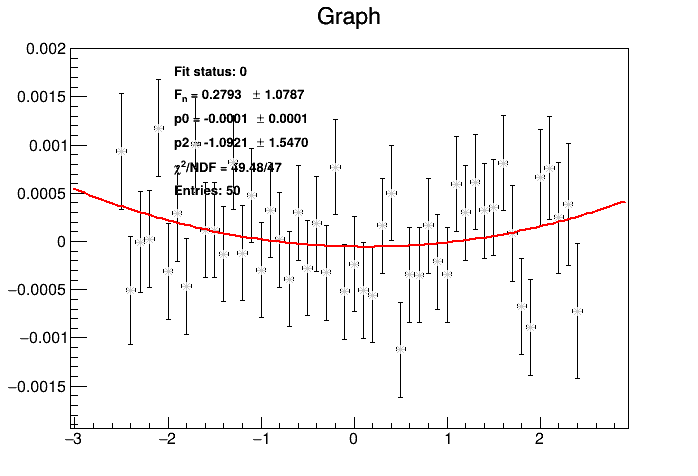 Graph
0.002
0.0015
0.001
0.0005
0
−0.0005
−0.001
−0.0015
Fit status: 0
Fn = 0.2793 ± 1.0787
p0 = -0.0001 ± 0.0001
p2 = -1.0921 ± 1.5470
χ²/NDF = 49.48/47
Entries: 50
−3 −2 −1 0 1 2